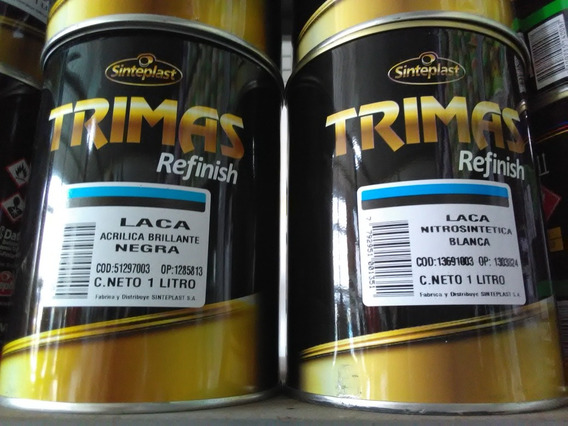 Sinteplast
TRIMAS
Refinish
LACA
ACRILICA BRILLANTE
NEGRA
COD:51297003 OP:1285813
C.NETO 1 LITRO
Fabrica y Distribuye SINTEPLAST S.A.
Sinteplast
TRIMAS
Refinish
LACA
NITROSINTETICA
BLANCA
COD:13691003 OP:1303824
C.NETO 1 LITRO
Fabrica y Distribuye SINTEPLAST S.A.